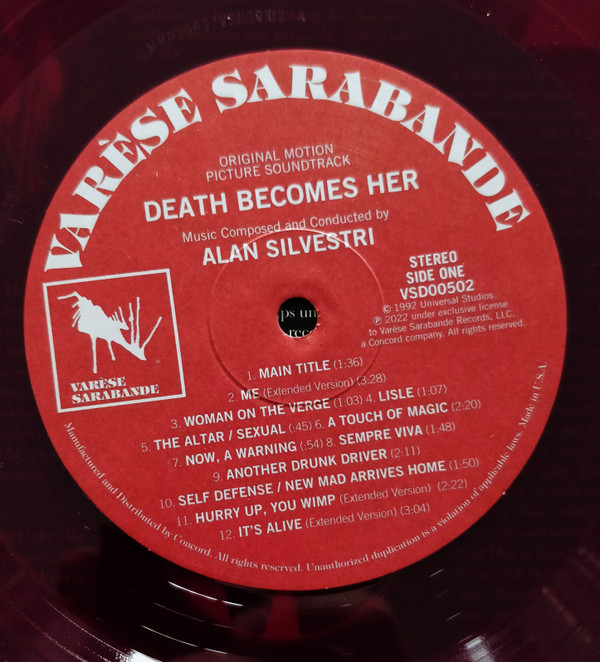 VARÈSE SARABANDE
ORIGINAL MOTION
PICTURE SOUNDTRACK
DEATH BECOMES HER
Music Composed and Conducted by
ALAN SILVESTRI
STEREO
SIDE ONE
VSD00502
© 1992 Universal Studios.
℗ 2022 under exclusive license
to Varèse Sarabande Records, LLC,
a Concord company. All rights reserved.
VARÈSE
SARABANDE
ps un
rec
1. MAIN TITLE (1:36)
2. ME (Extended Version) (3:28)
3. WOMAN ON THE VERGE (1:03) 4. LISLE (1:07)
5. THE ALTAR / SEXUAL (:45) 6. A TOUCH OF MAGIC (2:20)
7. NOW, A WARNING (:54) 8. SEMPRE VIVA (1:48)
9. ANOTHER DRUNK DRIVER (2:11)
10. SELF DEFENSE / NEW MAD ARRIVES HOME (1:50)
11. HURRY UP, YOU WIMP (Extended Version) (2:22)
12. IT'S ALIVE (Extended Version) (3:04)
Manufactured and Distributed by Concord. All rights reserved. Unauthorized duplication is a violation of applicable laws. Made in U.S.A.